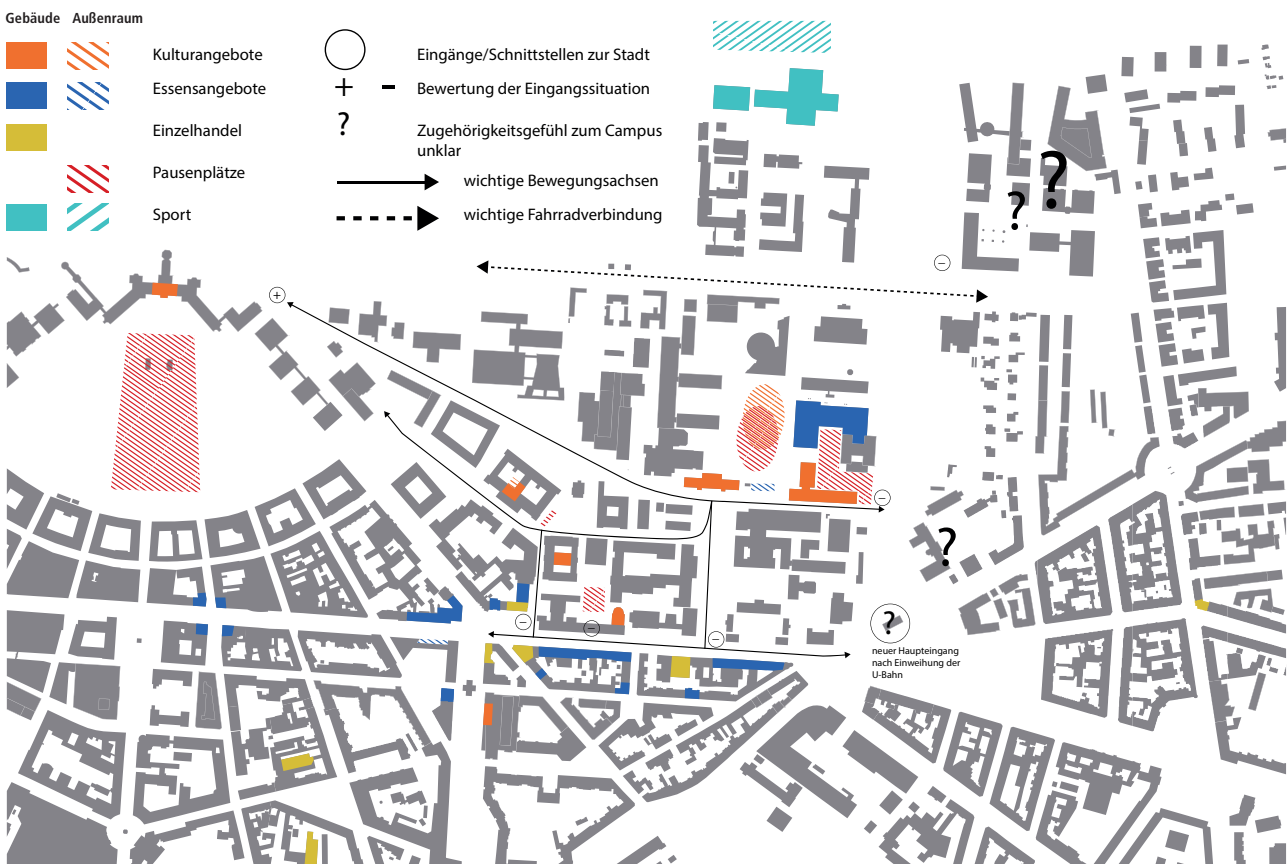 Gebäude Außenraum
Kulturangebote
Essensangebote
Einzelhandel
Pausenplätze
Sport
Eingänge/Schnittstellen zur Stadt
+ - Bewertung der Eingangssituation
? Zugehörigkeitsgefühl zum Campus
unklar
wichtige Bewegungsachsen
wichtige Fahrradverbindung
?
?
−
+
−
?
−
−
−
?
neuer Haupteingang
nach Einweihung der
U-Bahn